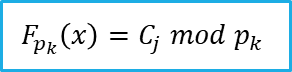 F_{p_k}(x) = C_j mod p_k